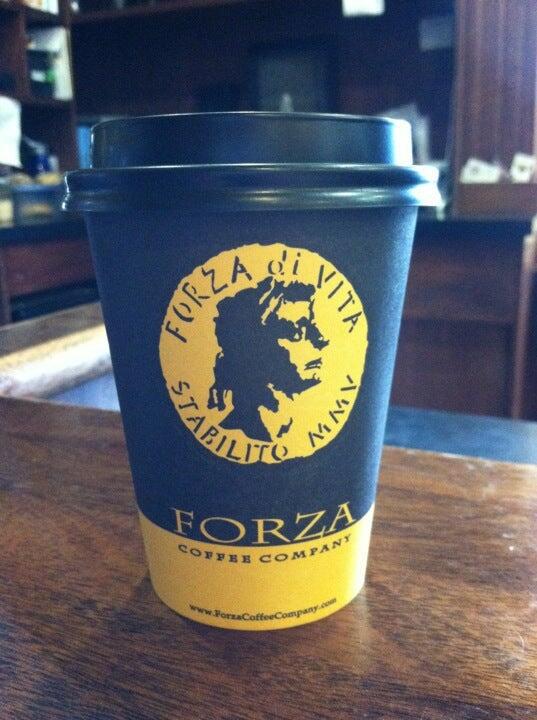 FORZA di VITA
STABILITO MMV
FORZA
COFFEE COMPANY
www.ForzaCoffeeCompany.com